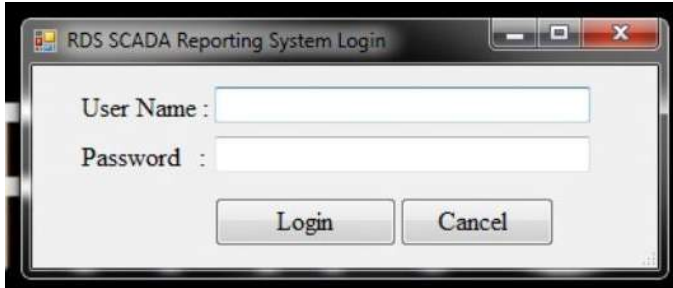 RDS SCADA Reporting System Login
User Name :
Password :
Login Cancel